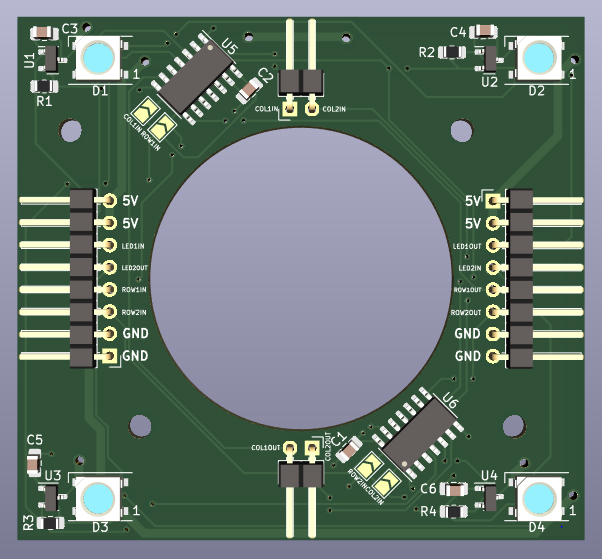 C3
U1
R1
D1
1
U5
C2
COL1IN
ROW1IN
COL1IN
COL2IN
C4
R2
U2
1
D2
5V
5V
LED1IN
LED2OUT
ROW1IN
ROW2IN
GND
GND
5V
5V
LED1OUT
LED2IN
ROW1OUT
ROW2OUT
GND
GND
COL1OUT
COL2OUT
C1
U6
ROW2IN
COL2IN
C5
U3
R3
D3
1
C6
R4
U4
1
D4